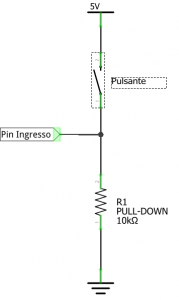 5V
Pulsante
Pin Ingresso
R1
PULL-DOWN
10kΩ